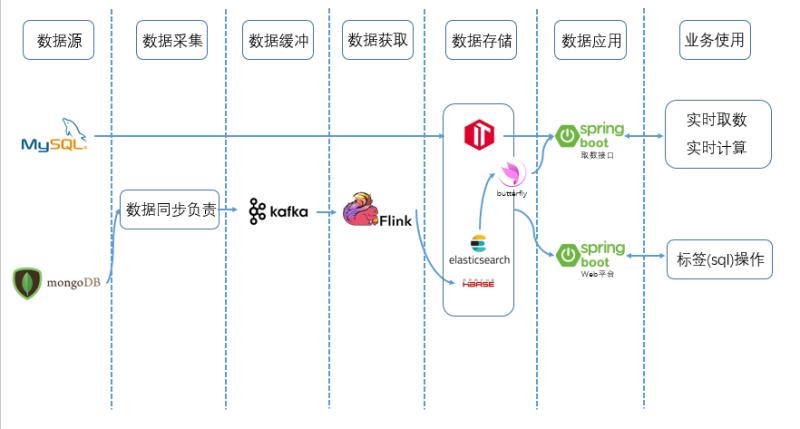 数据源
数据采集
数据缓冲
数据获取
数据存储
数据应用
业务使用
MySQL
spring
boot
取数接口
实时取数
实时计算
butterfly
数据同步负责
kafka
Flink
elasticsearch
spring
boot
Web平台
标签(sql)操作
mongoDB
HBASE